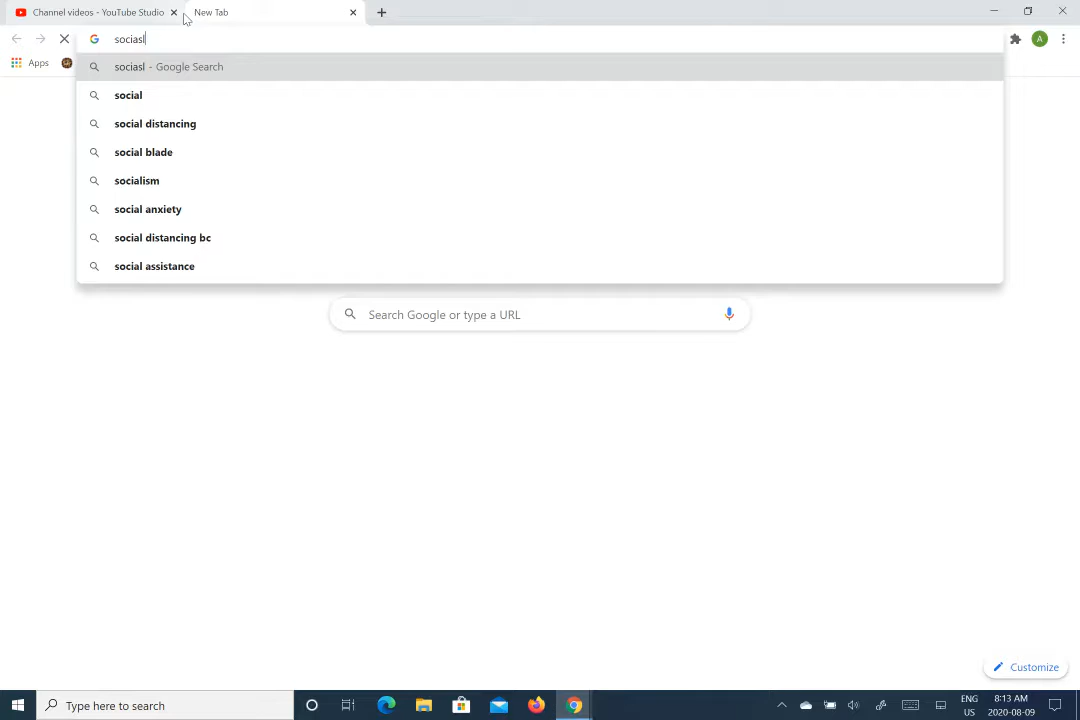 Channel videos - YouTube Studio
New Tab
sociasl
A
Apps
sociasl - Google Search
social
social distancing
social blade
socialism
social anxiety
social distancing bc
social assistance
Search Google or type a URL
Customize
Type here to search
ENG
US
8:13 AM
2020-08-09